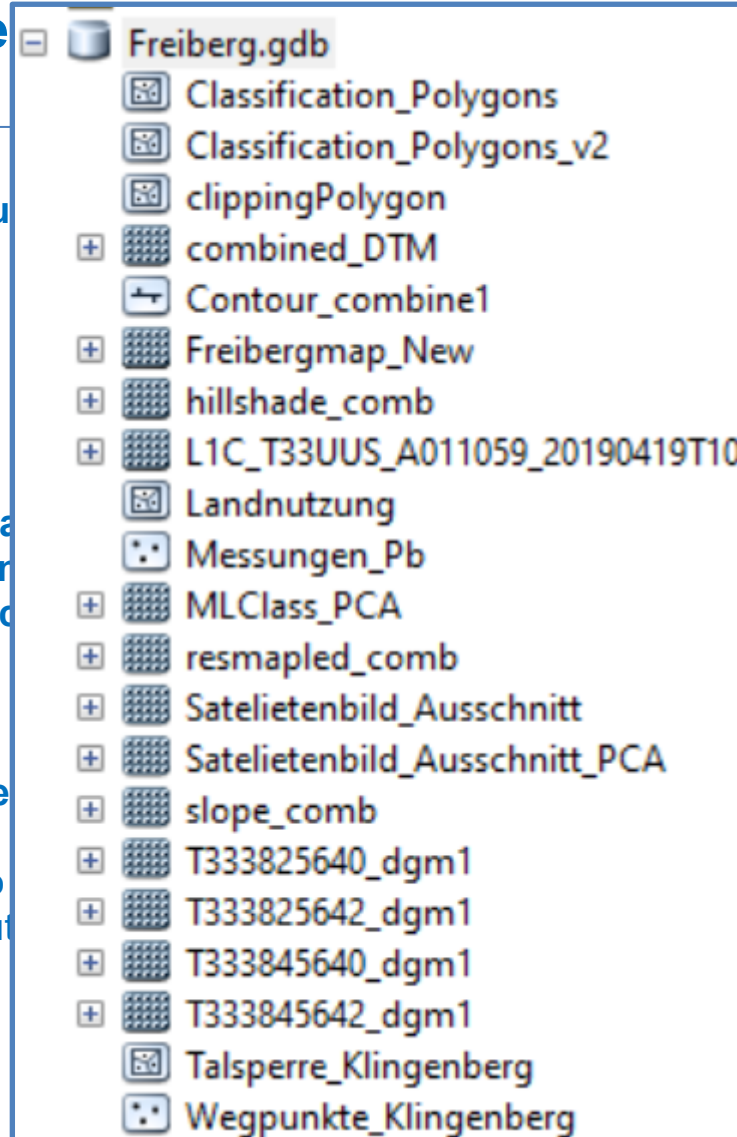 Freiberg.gdb
Classification_Polygons
Classification_Polygons_v2
clippingPolygon
combined_DTM
Contour_combine1
Freibergmap_New
hillshade_comb
L1C_T33UUS_A011059_20190419T10
Landnutzung
Messungen_Pb
MLClass_PCA
resmapled_comb
Satelietenbild_Ausschnitt
Satelietenbild_Ausschnitt_PCA
slope_comb
T333825640_dgm1
T333825642_dgm1
T333845640_dgm1
T333845642_dgm1
Talsperre_Klingenberg
Wegpunkte_Klingenberg